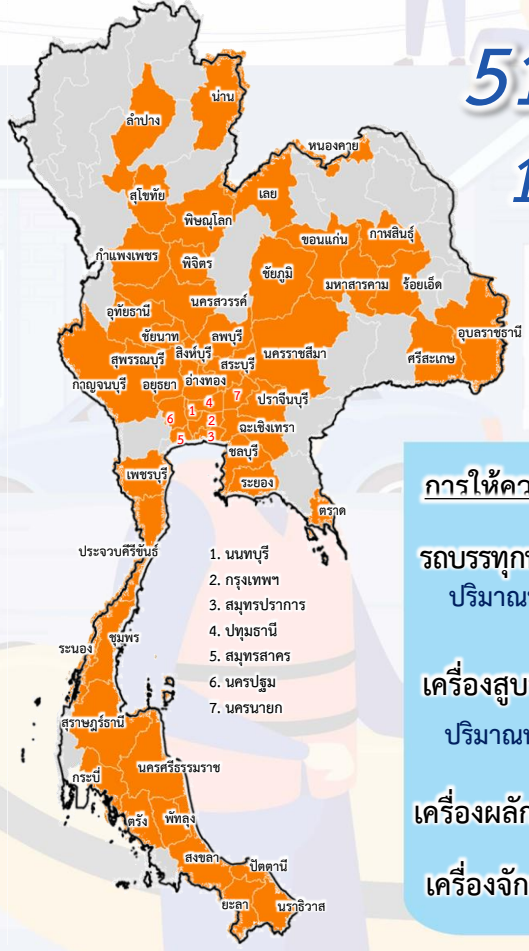 51
1
น่าน
ลำปาง
หนองคาย
เลย
สุโขทัย
พิษณุโลก
ขอนแก่น
กาฬสินธุ์
กำแพงเพชร
พิจิตร
ชัยภูมิ
มหาสารคาม
ร้อยเอ็ด
นครสวรรค์
อุทัยธานี
อุบลราชธานี
ชัยนาท
ลพบุรี
สุพรรณบุรี
สิงห์บุรี
สระบุรี
นครราชสีมา
ศรีสะเกษ
กาญจนบุรี
อยุธยา
อ่างทอง
ปราจีนบุรี
1
2
3
4
5
6
7
ฉะเชิงเทรา
ชลบุรี
เพชรบุรี
ระยอง
ตราด
ประจวบคีรีขันธ์
1. นนทบุรี
2. กรุงเทพฯ
3. สมุทรปราการ
4. ปทุมธานี
5. สมุทรสาคร
6. นครปฐม
7. นครนายก
ระนอง
ชุมพร
สุราษฎร์ธานี
นครศรีธรรมราช
กระบี่
ตรัง
พัทลุง
สงขลา
ปัตตานี
ยะลา
นราธิวาส
การให้คว
รถบรรทุก
ปริมาณ
เครื่องสูบ
ปริมาณ
เครื่องผลัก
เครื่องจัก